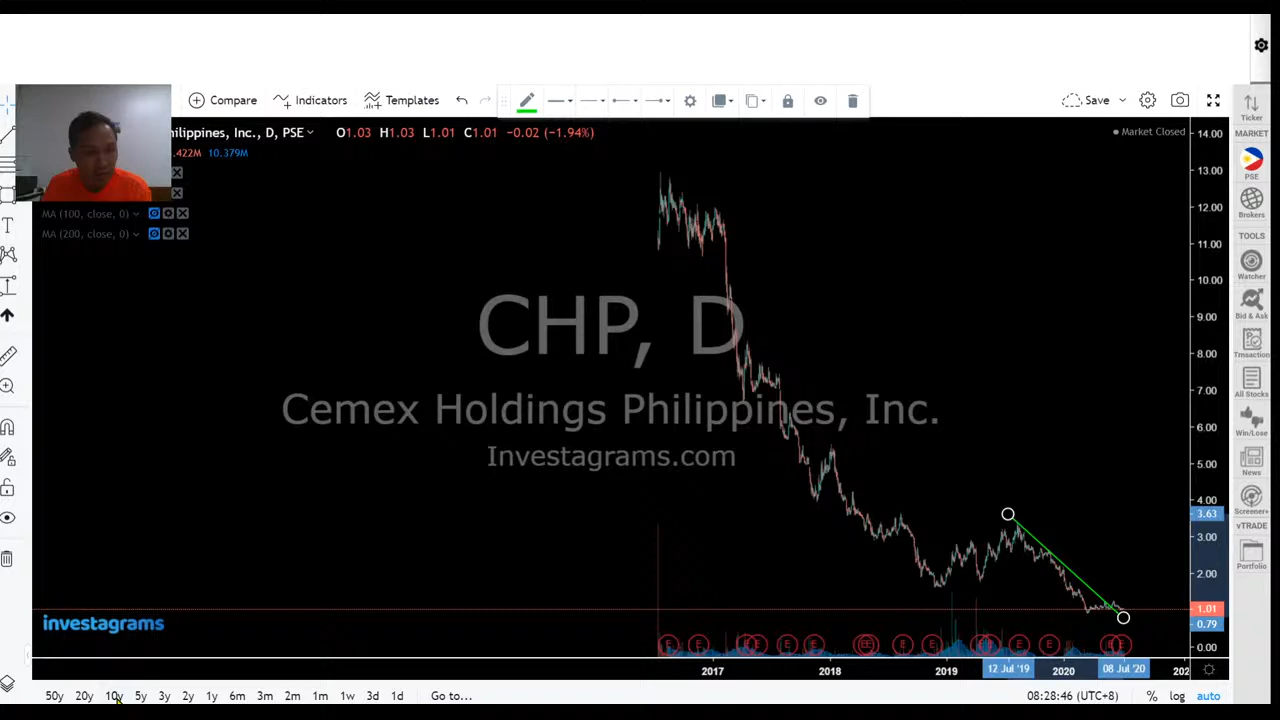 Compare Indicators Templates Save
hilippines, Inc., D, PSE O1.03 H1.03 L1.01 C1.01 −0.02 (−1.94%) Market Closed
.422M 10.379M
MA (100, close, 0)
MA (200, close, 0)
CHP, D
Cemex Holdings Philippines, Inc.
Investagrams.com
investagrams
14.00
13.00
12.00
11.00
10.00
9.00
8.00
7.00
6.00
5.00
4.00
3.63
3.00
2.00
1.01
0.79
0.00
E E E E E E E E E E E E E E E E
2017 2018 2019 12 Jul '19 2020 08 Jul '20 202
50y 20y 10y 5y 3y 2y 1y 6m 3m 2m 1m 1w 3d 1d Go to... 08:28:46 (UTC+8) % log auto
Ticker
MARKET
PSE
Brokers
TOOLS
Watcher
Bid & Ask
Trnsaction
All Stocks
Win/Lose
News
Screener+
vTRADE
Portfolio